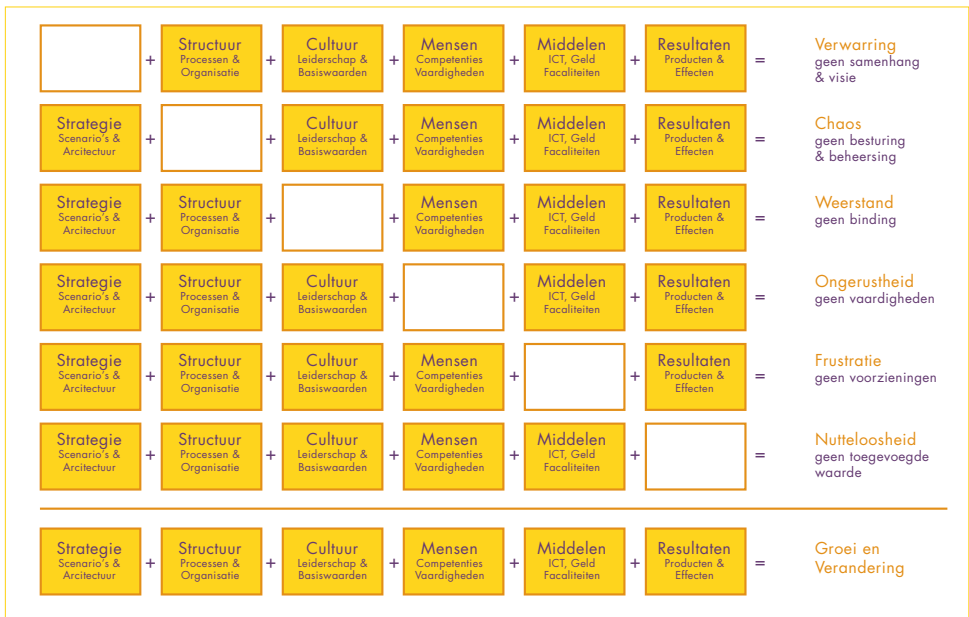 + Structuur Processen & Organisatie + Cultuur Leiderschap & Basiswaarden + Mensen Competenties Vaardigheden + Middelen ICT, Geld Facaliteiten + Resultaten Producten & Effecten = Verwarring geen samenhang & visie
Strategie Scenario's & Arcitectuur + + Cultuur Leiderschap & Basiswaarden + Mensen Competenties Vaardigheden + Middelen ICT, Geld Facaliteiten + Resultaten Producten & Effecten = Chaos geen besturing & beheersing
Strategie Scenario's & Arcitectuur + Structuur Processen & Organisatie + + Mensen Competenties Vaardigheden + Middelen ICT, Geld Facaliteiten + Resultaten Producten & Effecten = Weerstand geen binding
Strategie Scenario's & Arcitectuur + Structuur Processen & Organisatie + Cultuur Leiderschap & Basiswaarden + + Middelen ICT, Geld Facaliteiten + Resultaten Producten & Effecten = Ongerustheid geen vaardigheden
Strategie Scenario's & Arcitectuur + Structuur Processen & Organisatie + Cultuur Leiderschap & Basiswaarden + Mensen Competenties Vaardigheden + + Resultaten Producten & Effecten = Frustratie geen voorzieningen
Strategie Scenario's & Arcitectuur + Structuur Processen & Organisatie + Cultuur Leiderschap & Basiswaarden + Mensen Competenties Vaardigheden + Middelen ICT, Geld Facaliteiten + = Nutteloosheid geen toegevoegde waarde
Strategie Scenario's & Arcitectuur + Structuur Processen & Organisatie + Cultuur Leiderschap & Basiswaarden + Mensen Competenties Vaardigheden + Middelen ICT, Geld Facaliteiten + Resultaten Producten & Effecten = Groei en Verandering